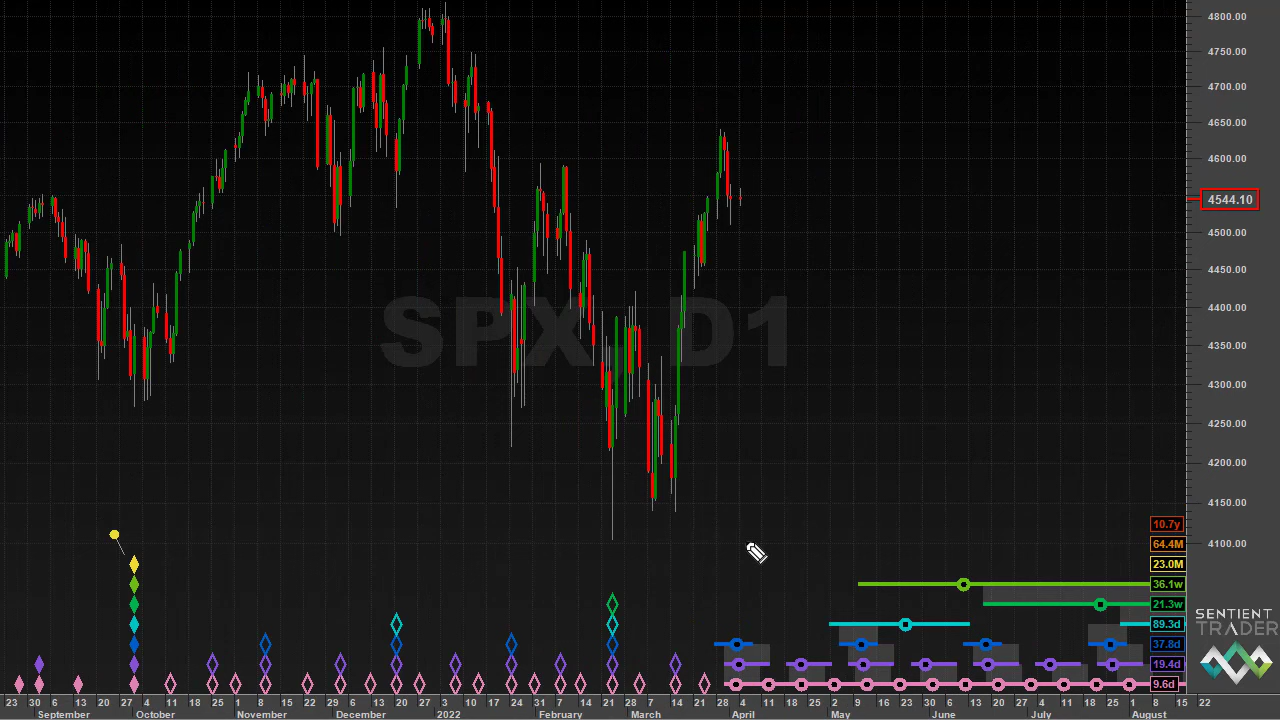 SPX, D1
4800.00
4750.00
4700.00
4650.00
4600.00
4544.10
4500.00
4450.00
4400.00
4350.00
4300.00
4250.00
4200.00
4150.00
4100.00
10.7y
64.4M
23.0M
36.1w
21.3w
89.3d
37.8d
19.4d
9.6d
SENTIENT
TRADER
23 30 6 13 20 27 4 11 18 25 1 8 15 22 29 6 13 20 27 4 10 18 24 31 7 14 21 28 7 14 21 28 4 11 18 25 2 9 16 23 30 6 13 20 27 4 11 18 25 1 8 15 22
September October November December 2022 February March April May June July August